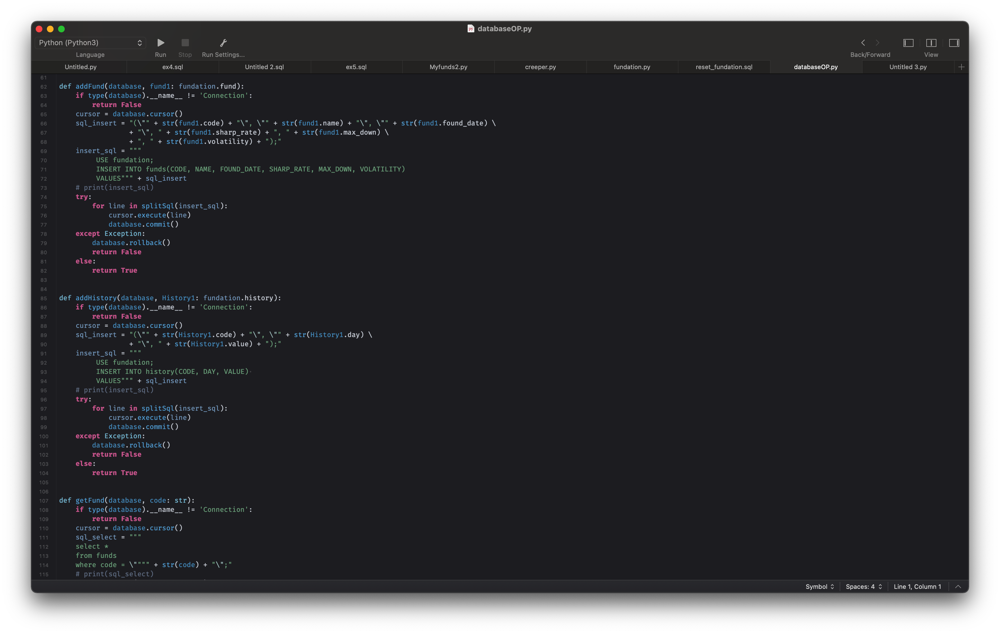 databaseOP.py
Python (Python3)
Language
Run
Stop
Run Settings...
Back/Forward
View
Untitled.py ex4.sql Untitled 2.sql ex5.sql Myfunds2.py creeper.py fundation.py reset_fundation.sql databaseOP.py Untitled 3.py
61
62 def addFund(database, fund1: fundation.fund):
63     if type(database).__name__ != 'Connection':
64         return False
65     cursor = database.cursor()
66     sql_insert = "(\"" + str(fund1.code) + "\", \"" + str(fund1.name) + "\", \"" + str(fund1.found_date) \
67                  + "\", " + str(fund1.sharp_rate) + ", " + str(fund1.max_down) \
68                  + ", " + str(fund1.volatility) + ");"
69     insert_sql = """
70          USE fundation;
71          INSERT INTO funds(CODE, NAME, FOUND_DATE, SHARP_RATE, MAX_DOWN, VOLATILITY)
72          VALUES""" + sql_insert
73     # print(insert_sql)
74     try:
75         for line in splitSql(insert_sql):
76             cursor.execute(line)
77             database.commit()
78     except Exception:
79         database.rollback()
80         return False
81     else:
82         return True
83
84
85 def addHistory(database, History1: fundation.history):
86     if type(database).__name__ != 'Connection':
87         return False
88     cursor = database.cursor()
89     sql_insert = "(\"" + str(History1.code) + "\", \"" + str(History1.day) \
90                  + "\", " + str(History1.value) + ");"
91     insert_sql = """
92          USE fundation;
93          INSERT INTO history(CODE, DAY, VALUE)
94          VALUES""" + sql_insert
95     # print(insert_sql)
96     try:
97         for line in splitSql(insert_sql):
98             cursor.execute(line)
99             database.commit()
100     except Exception:
101         database.rollback()
102         return False
103     else:
104         return True
105
106
107 def getFund(database, code: str):
108     if type(database).__name__ != 'Connection':
109         return False
110     cursor = database.cursor()
111     sql_select = """
112     select *
113     from funds
114     where code = \"""" + str(code) + "\";"
115     # print(sql_select)
Symbol
Spaces: 4
Line 1, Column 1